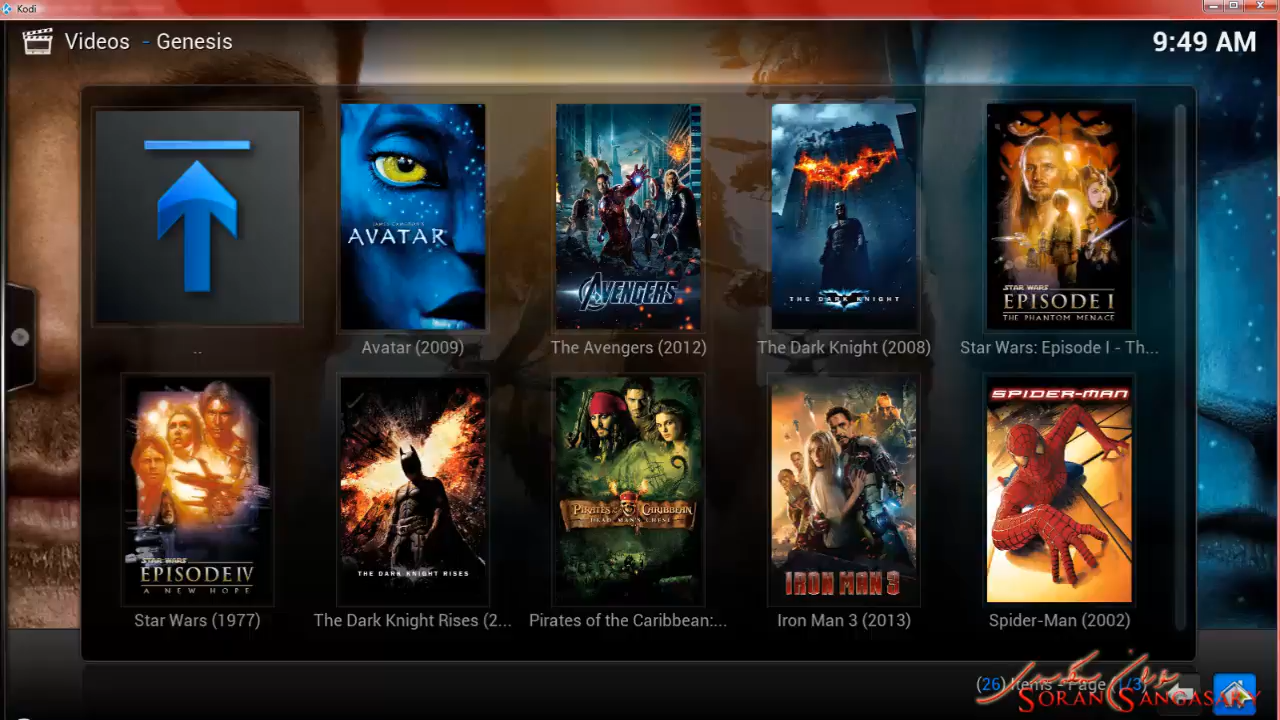 Kodi
Videos - Genesis
9:49 AM
JAMES CAMERON'S
AVATAR
AVENGERS
THE DARK KNIGHT
STAR WARS
EPISODE I
THE PHANTOM MENACE
..
Avatar (2009)
The Avengers (2012)
The Dark Knight (2008)
Star Wars: Episode I - Th...
STAR WARS
EPISODE IV
A NEW HOPE
THE DARK KNIGHT RISES
PIRATES of the CARIBBEAN
DEAD MAN'S CHEST
IRON MAN 3
SPIDER-MAN
Star Wars (1977)
The Dark Knight Rises (2...
Pirates of the Caribbean:...
Iron Man 3 (2013)
Spider-Man (2002)
(26) Items - Page (1/3)
SORAN SANGASARY